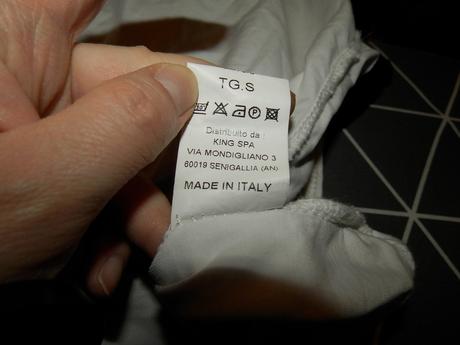 TG.S
P
Distribuito da:
KING SPA
VIA MONDIGLIANO 3
60019 SENIGALLIA (AN)
MADE IN ITALY